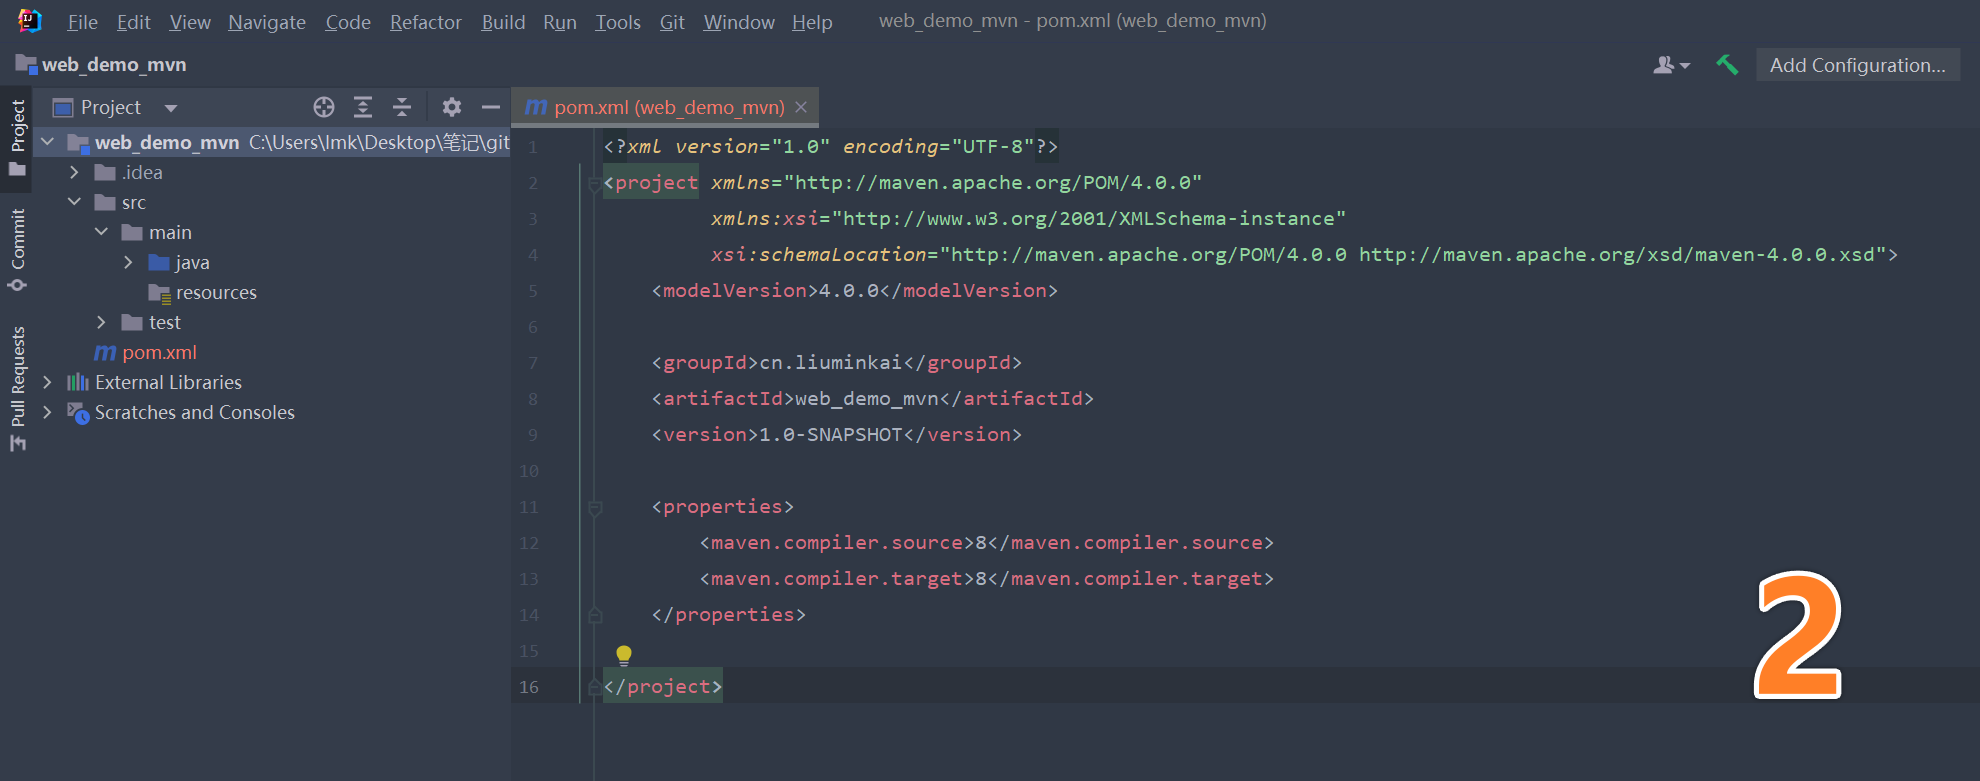 File Edit View Navigate Code Refactor Build Run Tools Git Window Help web_demo_mvn - pom.xml (web_demo_mvn)
web_demo_mvn
Add Configuration...
Project
Commit
Pull Requests
Project
web_demo_mvn C:\Users\lmk\Desktop\笔记\git
.idea
src
main
java
resources
test
pom.xml
External Libraries
Scratches and Consoles
pom.xml (web_demo_mvn)
1 <?xml version="1.0" encoding="UTF-8"?>
2 <project xmlns="http://maven.apache.org/POM/4.0.0"
3 xmlns:xsi="http://www.w3.org/2001/XMLSchema-instance"
4 xsi:schemaLocation="http://maven.apache.org/POM/4.0.0 http://maven.apache.org/xsd/maven-4.0.0.xsd">
5 <modelVersion>4.0.0</modelVersion>
6
7 <groupId>cn.liuminkai</groupId>
8 <artifactId>web_demo_mvn</artifactId>
9 <version>1.0-SNAPSHOT</version>
10
11 <properties>
12 <maven.compiler.source>8</maven.compiler.source>
13 <maven.compiler.target>8</maven.compiler.target>
14 </properties>
15
16 </project>
2